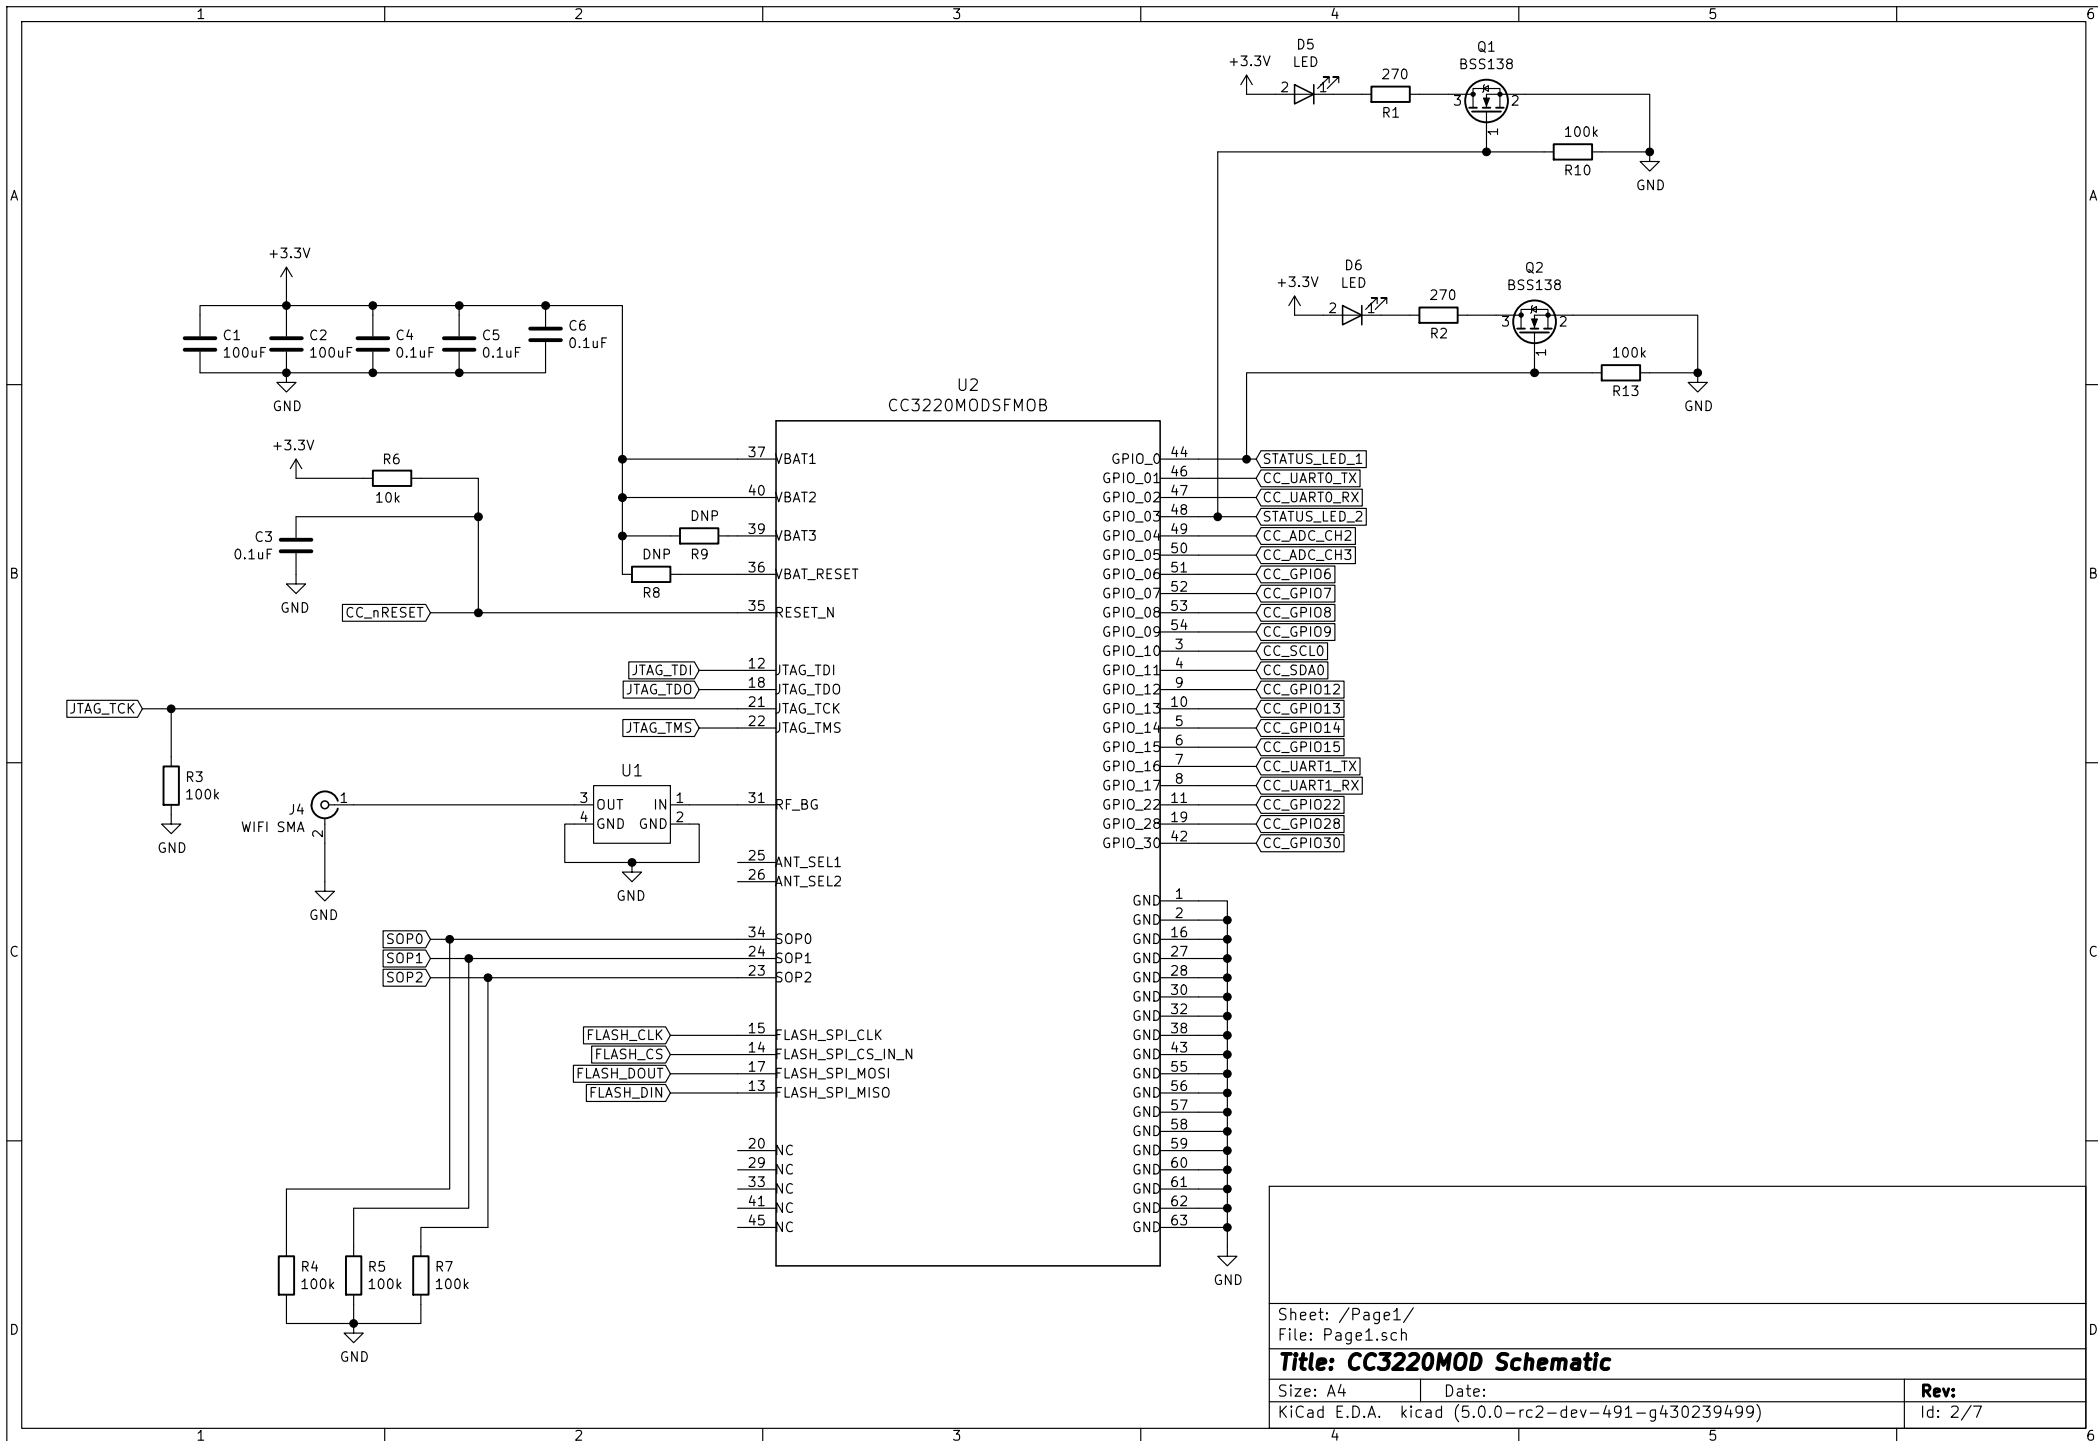 1 2 3 4 5 6
D5
LED
+3.3V
2 1
270
R1
Q1
BSS138
3 2
1
100k
R10
GND
A A
+3.3V
C1
100uF
C2
100uF
C4
0.1uF
C5
0.1uF
C6
0.1uF
GND
D6
LED
+3.3V
2 1
270
R2
Q2
BSS138
3 2
1
100k
R13
GND
U2
CC3220MODSFMOB
+3.3V
R6
10k
C3
0.1uF
GND
CC_nRESET
DNP
R9
DNP
R8
37 VBAT1
40 VBAT2
39 VBAT3
36 VBAT_RESET
35 RESET_N
B B
JTAG_TDI 12 JTAG_TDI
JTAG_TDO 18 JTAG_TDO
JTAG_TCK 21 JTAG_TCK
JTAG_TMS 22 JTAG_TMS
R3
100k
GND
J4
WIFI SMA
1
2
GND
U1
3 OUT IN 1
4 GND GND 2
GND
31 RF_BG
25 ANT_SEL1
26 ANT_SEL2
SOP0 34 SOP0
SOP1 24 SOP1
SOP2 23 SOP2
C C
FLASH_CLK 15 FLASH_SPI_CLK
FLASH_CS 14 FLASH_SPI_CS_IN_N
FLASH_DOUT 17 FLASH_SPI_MOSI
FLASH_DIN 13 FLASH_SPI_MISO
20 NC
29 NC
33 NC
41 NC
45 NC
R4
100k
R5
100k
R7
100k
GND
GPIO_0 44 STATUS_LED_1
GPIO_01 46 CC_UART0_TX
GPIO_02 47 CC_UART0_RX
GPIO_03 48 STATUS_LED_2
GPIO_04 49 CC_ADC_CH2
GPIO_05 50 CC_ADC_CH3
GPIO_06 51 CC_GPIO6
GPIO_07 52 CC_GPIO7
GPIO_08 53 CC_GPIO8
GPIO_09 54 CC_GPIO9
GPIO_10 3 CC_SCL0
GPIO_11 4 CC_SDA0
GPIO_12 9 CC_GPIO12
GPIO_13 10 CC_GPIO13
GPIO_14 5 CC_GPIO14
GPIO_15 6 CC_GPIO15
GPIO_16 7 CC_UART1_TX
GPIO_17 8 CC_UART1_RX
GPIO_22 11 CC_GPIO22
GPIO_28 19 CC_GPIO28
GPIO_30 42 CC_GPIO30
GND 1
GND 2
GND 16
GND 27
GND 28
GND 30
GND 32
GND 38
GND 43
GND 55
GND 56
GND 57
GND 58
GND 59
GND 60
GND 61
GND 62
GND 63
GND
D D
Sheet: /Page1/
File: Page1.sch
Title: CC3220MOD Schematic
Size: A4 Date: Rev:
KiCad E.D.A. kicad (5.0.0-rc2-dev-491-g430239499) Id: 2/7
1 2 3 4 5 6